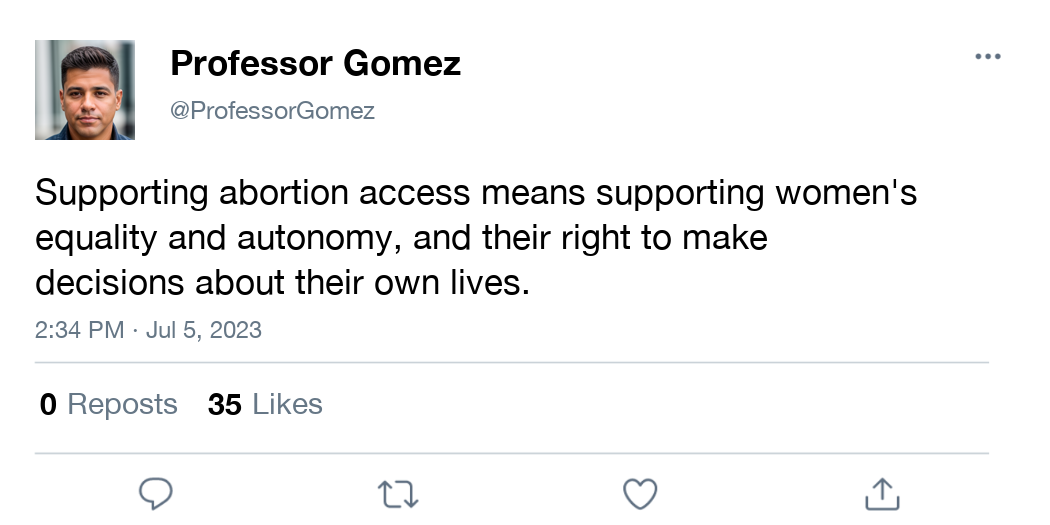 Professor Gomez
@ProfessorGomez
Supporting abortion access means supporting women's
equality and autonomy, and their right to make
decisions about their own lives.
2:34 PM · Jul 5, 2023
0 Reposts 35 Likes